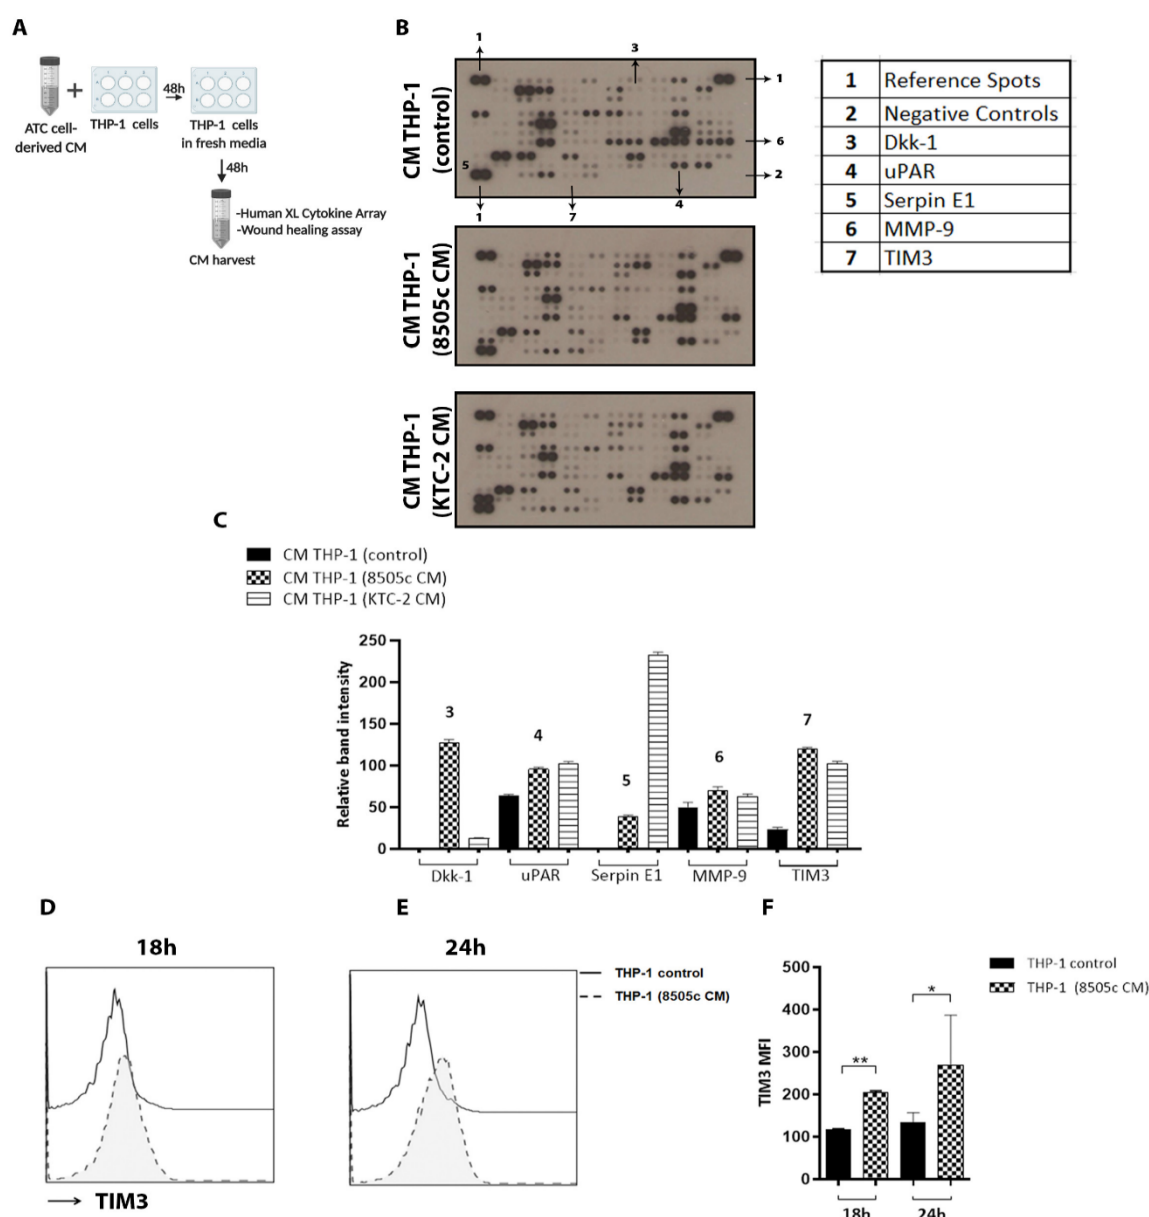 A
48h
ATC cell-
derived CM
THP-1 cells
THP-1 cells
in fresh media
48h
-Human XL Cytokine Array
-Wound healing assay
CM harvest
B
1
3
1
6
5
2
1
7
4
CM THP-1
(control)
CM THP-1
(8505c CM)
CM THP-1
(KTC-2 CM)
1 Reference Spots
2 Negative Controls
3 Dkk-1
4 uPAR
5 Serpin E1
6 MMP-9
7 TIM3
C
CM THP-1 (control)
CM THP-1 (8505c CM)
CM THP-1 (KTC-2 CM)
Relative band intensity
250
200
150
100
50
0
3
4
5
6
7
Dkk-1 uPAR Serpin E1 MMP-9 TIM3
D
18h
TIM3
E
24h
THP-1 control
THP-1 (8505c CM)
F
THP-1 control
THP-1 (8505c CM)
TIM3 MFI
500
400
300
200
100
0
**
*
18h 24h